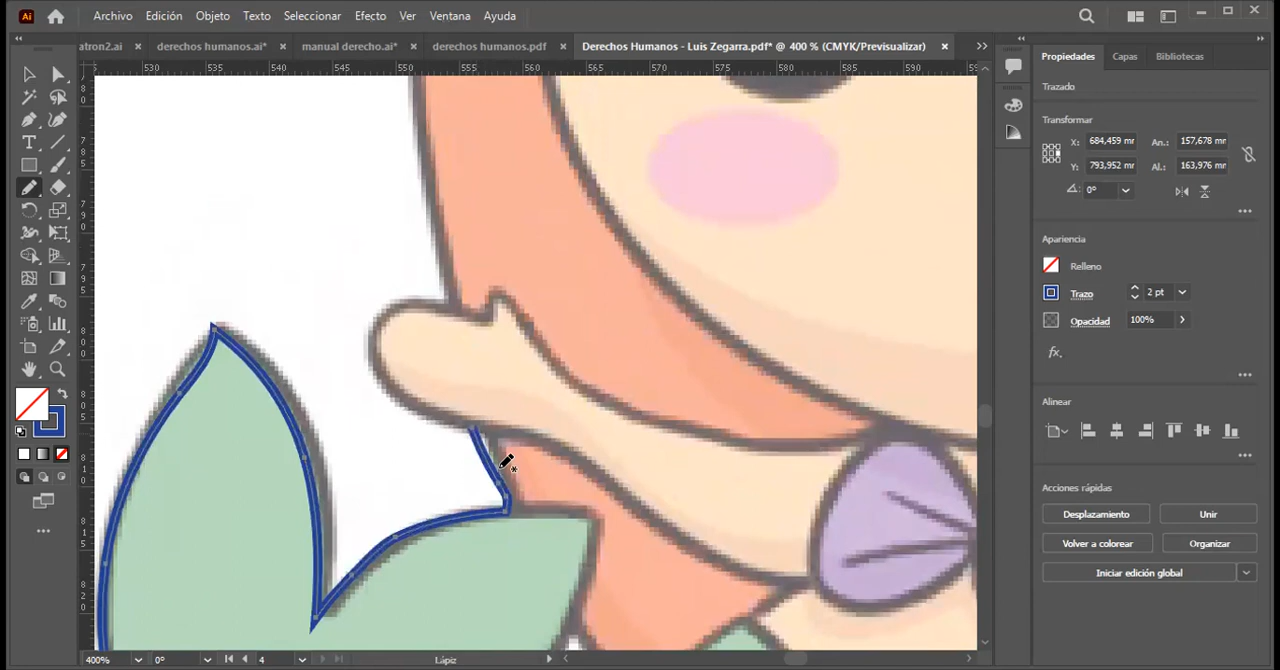 Ai
Archivo Edición Objeto Texto Seleccionar Efecto Ver Ventana Ayuda
atron2.ai × derechos humanos.ai* × manual derecho.ai* × derechos humanos.pdf × Derechos Humanos - Luis Zegarra.pdf* @ 400 % (CMYK/Previsualizar) ×
530 535 540 545 550 555 560 565 570 575 580 585 590
Propiedades Capas Bibliotecas
Trazado
Transformar
X: 684,459 mr An.: 157,678 mr
Y: 793,952 mr Al.: 163,976 mr
0°
Apariencia
Relleno
Trazo 2 pt
Opacidad 100%
fx.
Alinear
Acciones rápidas
Desplazamiento Unir
Volver a colorear Organizar
Iniciar edición global
400% 0° 4 Lápiz